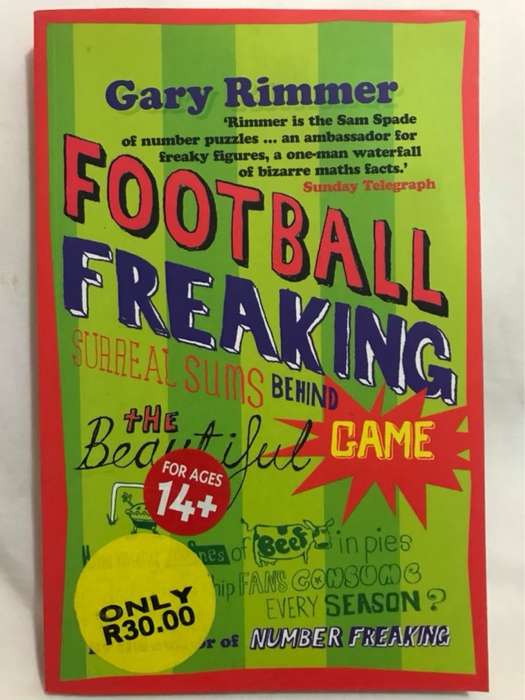 Gary Rimmer
'Rimmer is the Sam Spade
of number puzzles ... an ambassador for
freaky figures, a one-man waterfall
of bizarre maths facts.'
Sunday Telegraph
FOOTBALL
FREAKING
SURREAL SUMS BEHIND
THE
Beautiful GAME
FOR AGES
14+
of Beef in pies
FANS CONSUME
EVERY SEASON?
ONLY
R30.00
of NUMBER FREAKING